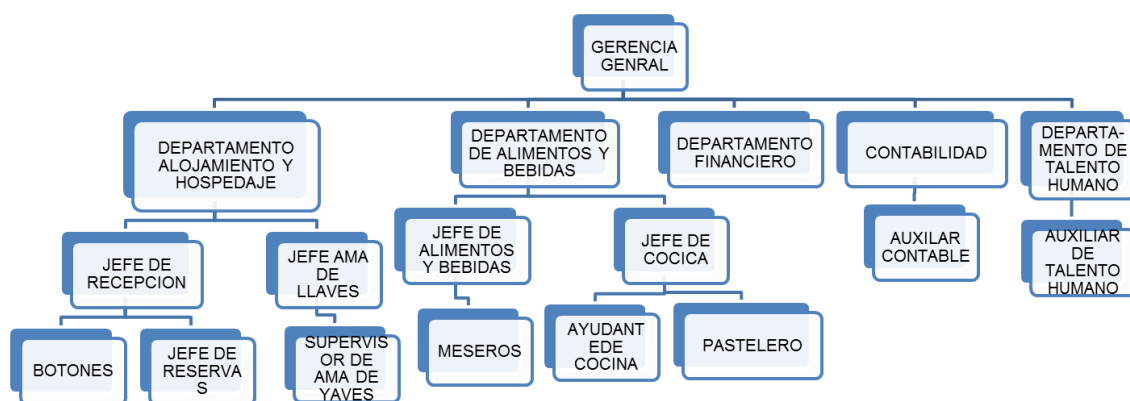 GERENCIA
GENRAL
DEPARTAMENTO
ALOJAMIENTO Y
HOSPEDAJE
DEPARTAMENTO
DE ALIMENTOS Y
BEBIDAS
DEPARTAMENTO
FINANCIERO
CONTABILIDAD
DEPARTA-
MENTO DE
TALENTO
HUMANO
JEFE DE
RECEPCION
JEFE AMA
DE
LLAVES
JEFE DE
ALIMENTOS
Y BEBIDAS
JEFE DE
COCICA
AUXILAR
CONTABLE
AUXILIAR
DE
TALENTO
HUMANO
BOTONES
JEFE DE
RESERVA
S
SUPERVIS
OR DE
AMA DE
YAVES
MESEROS
AYUDANT
EDE
COCINA
PASTELERO